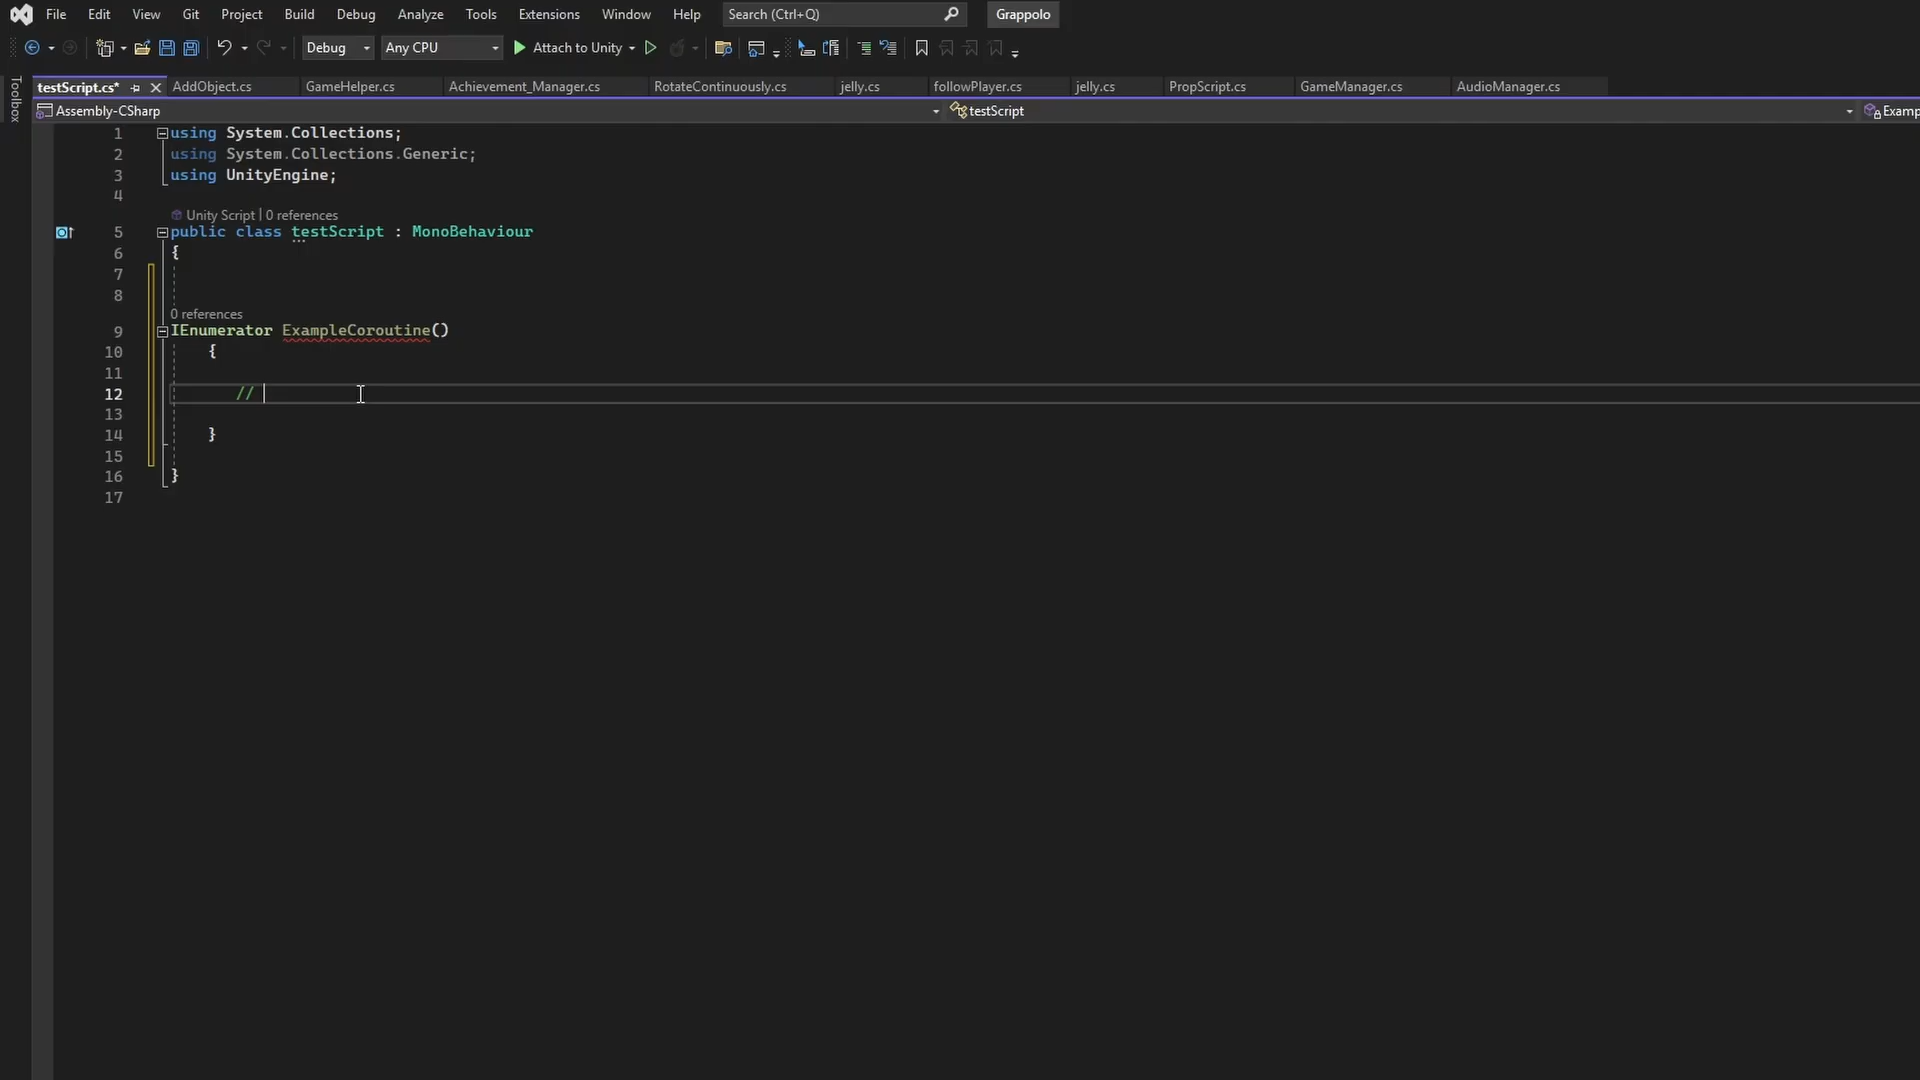 File Edit View Git Project Build Debug Analyze Tools Extensions Window Help Search (Ctrl+Q) Grappolo
Debug Any CPU Attach to Unity
Toolbox
testScript.cs* AddObject.cs GameHelper.cs Achievement_Manager.cs RotateContinuously.cs jelly.cs followPlayer.cs jelly.cs PropScript.cs GameManager.cs AudioManager.cs
Assembly-CSharp testScript Examp
1 using System.Collections;
2 using System.Collections.Generic;
3 using UnityEngine;
4
Unity Script | 0 references
5 public class testScript : MonoBehaviour
6 {
7
8
0 references
9 IEnumerator ExampleCoroutine()
10 {
11
12 //
13
14 }
15
16 }
17